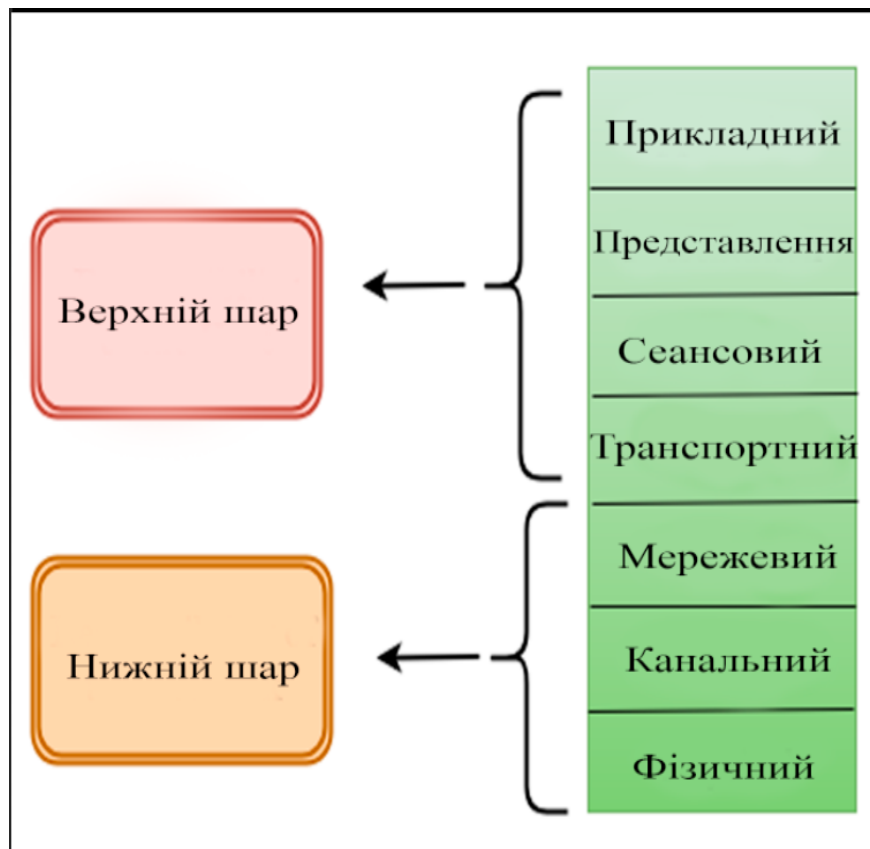 Прикладний
Представлення
Верхній шар
Сеансовий
Транспортний
Мережевий
Нижній шар
Канальний
Фізичний